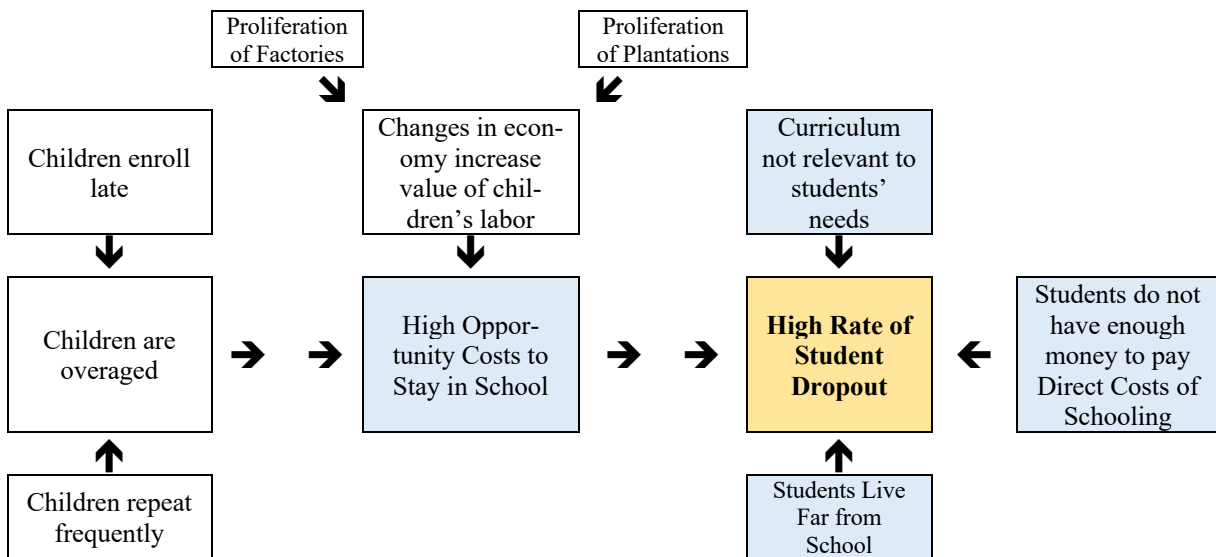 Proliferation
of Factories
Proliferation
of Plantations
Children enroll
late
Changes in econ-
omy increase
value of chil-
dren's labor
Curriculum
not relevant to
students'
needs
Children are
overaged
High Oppor-
tunity Costs to
Stay in School
High Rate of
Student
Dropout
Students do not
have enough
money to pay
Direct Costs of
Schooling
Children repeat
frequently
Students Live
Far from
School